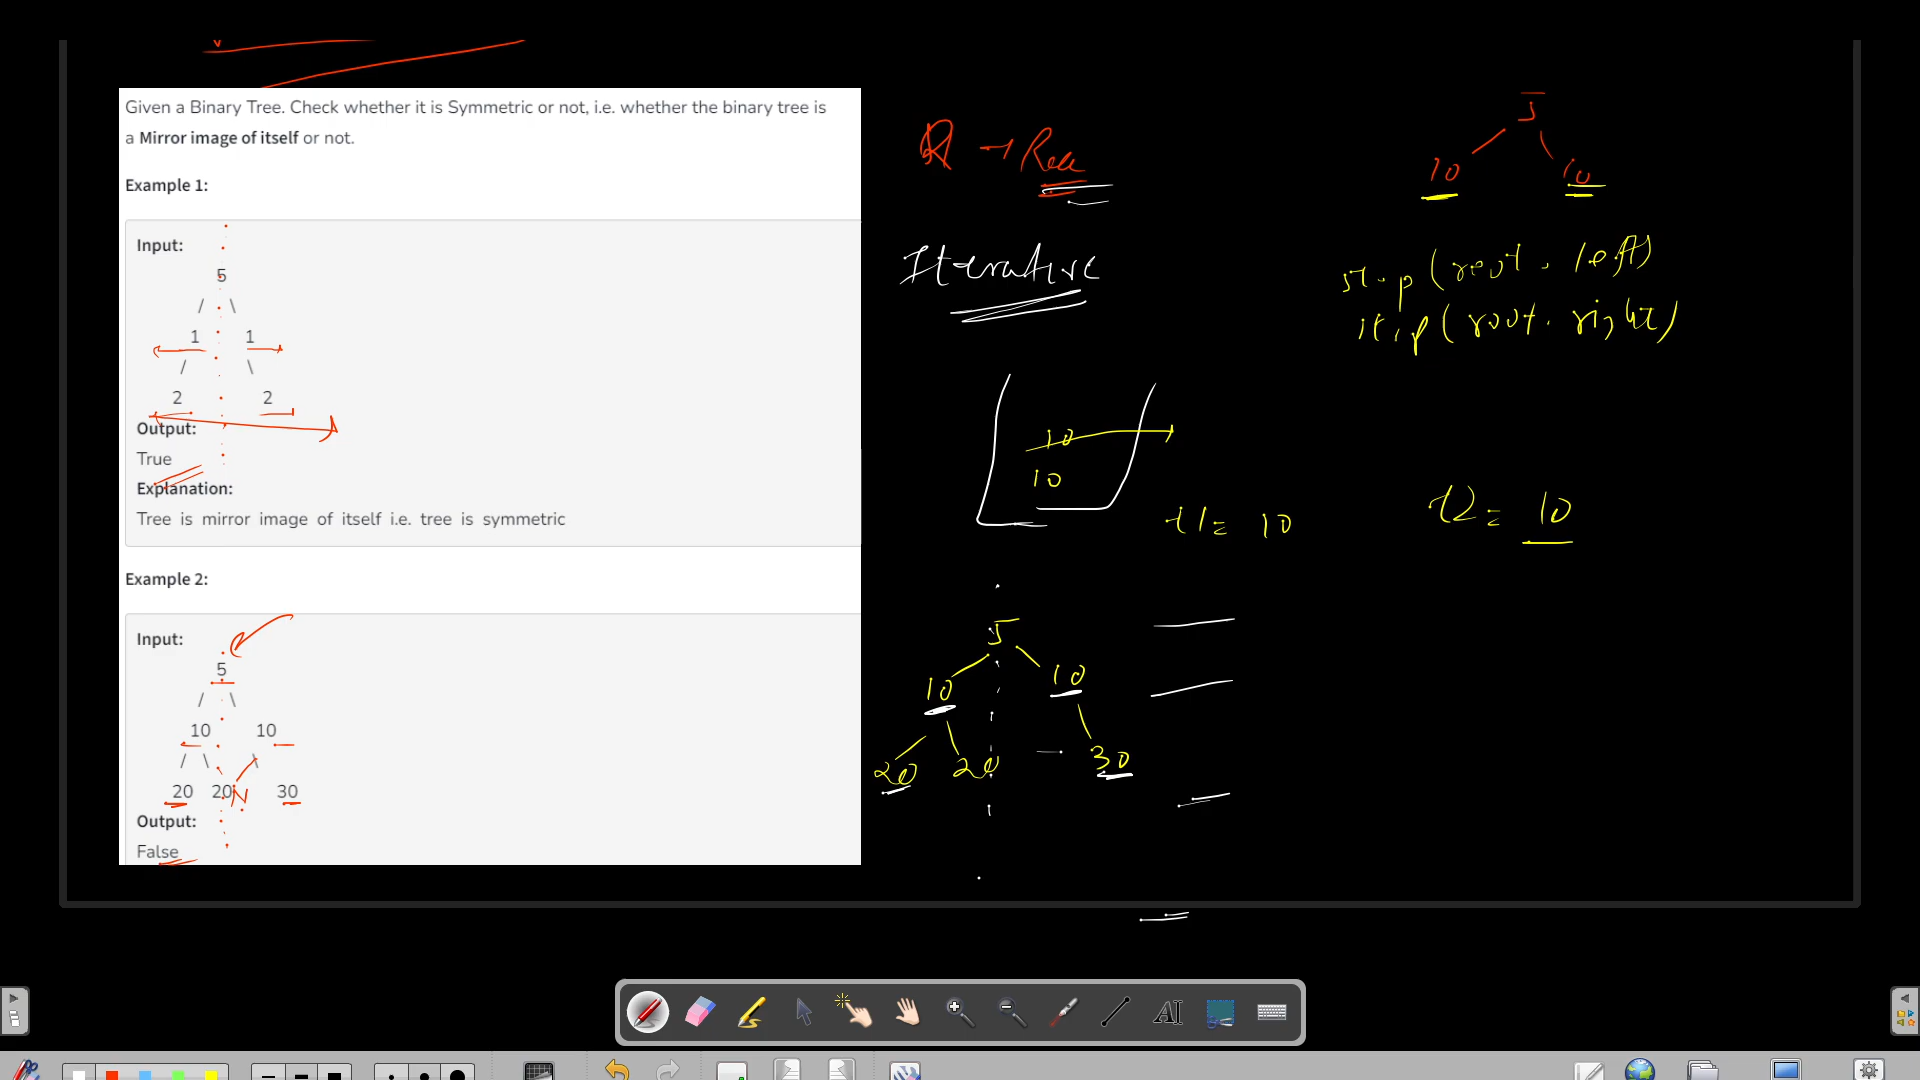 Given a Binary Tree. Check whether it is Symmetric or not, i.e. whether the binary tree is
a Mirror image of itself or not.
Example 1:
Input:
5
/ \
1 1
/ \
2 2
Output:
True
Explanation:
Tree is mirror image of itself i.e. tree is symmetric
Example 2:
Input:
5
/ \
10 10
/ \ \
20 20 30
N
Output:
False
Iterative
10
10
t1 = 10
t2 = 10
5
10 10
20 20 30
5
10 10
st.p(root.left)
st.p(root.right)
AI